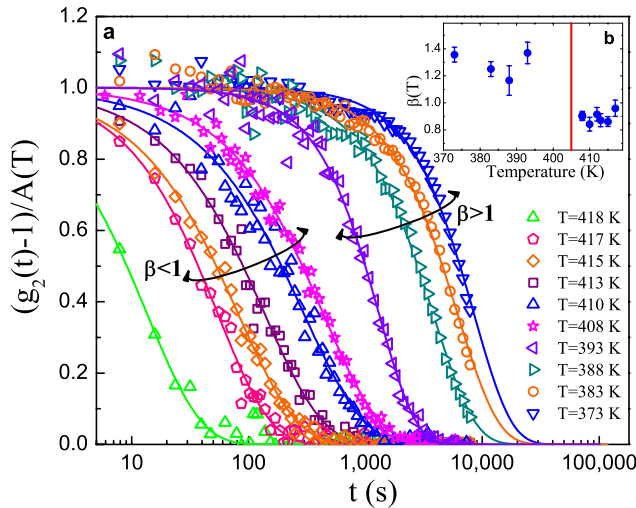 a
b
(g2(t)-1)/A(T)
1.0
0.8
0.6
0.4
0.2
0.0
10
100
1,000
10,000
100,000
t (s)
β<1
β>1
β(T)
1.4
1.2
1.0
0.8
370
380
390
400
410
Temperature (K)
T=418 K
T=417 K
T=415 K
T=413 K
T=410 K
T=408 K
T=393 K
T=388 K
T=383 K
T=373 K